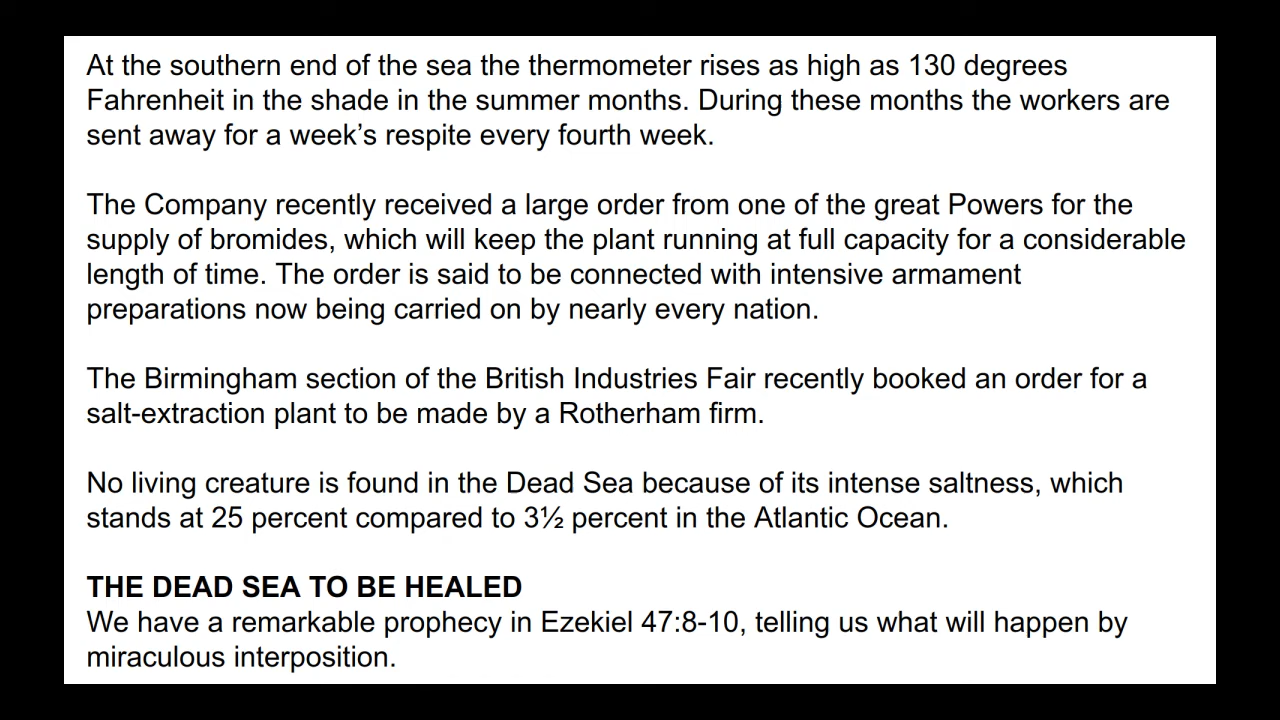 At the southern end of the sea the thermometer rises as high as 130 degrees
Fahrenheit in the shade in the summer months. During these months the workers are
sent away for a week’s respite every fourth week.
The Company recently received a large order from one of the great Powers for the
supply of bromides, which will keep the plant running at full capacity for a considerable
length of time. The order is said to be connected with intensive armament
preparations now being carried on by nearly every nation.
The Birmingham section of the British Industries Fair recently booked an order for a
salt-extraction plant to be made by a Rotherham firm.
No living creature is found in the Dead Sea because of its intense saltness, which
stands at 25 percent compared to 3½ percent in the Atlantic Ocean.
THE DEAD SEA TO BE HEALED
We have a remarkable prophecy in Ezekiel 47:8-10, telling us what will happen by
miraculous interposition.